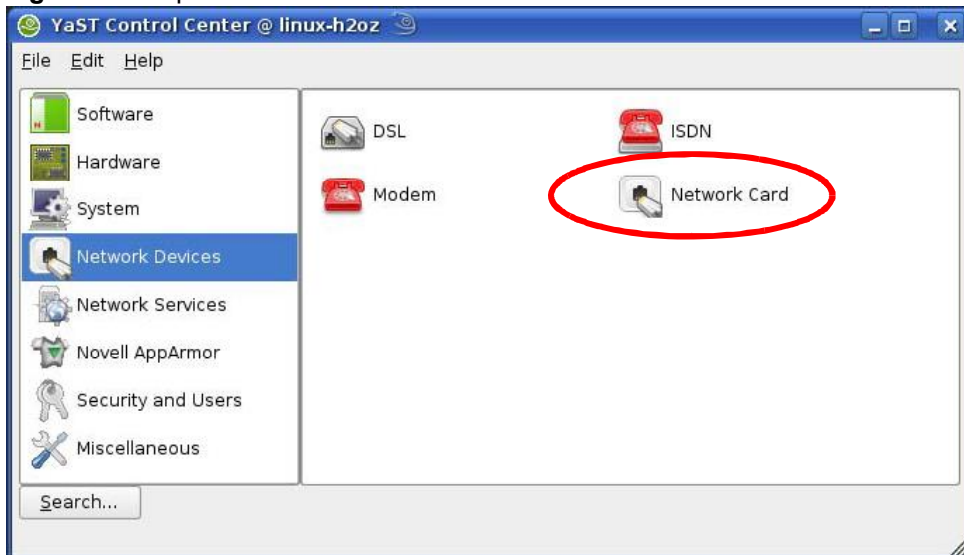 YaST Control Center @ linux-h2oz
File Edit Help
Software
Hardware
System
Network Devices
Network Services
Novell AppArmor
Security and Users
Miscellaneous
DSL
ISDN
Modem
Network Card
Search...